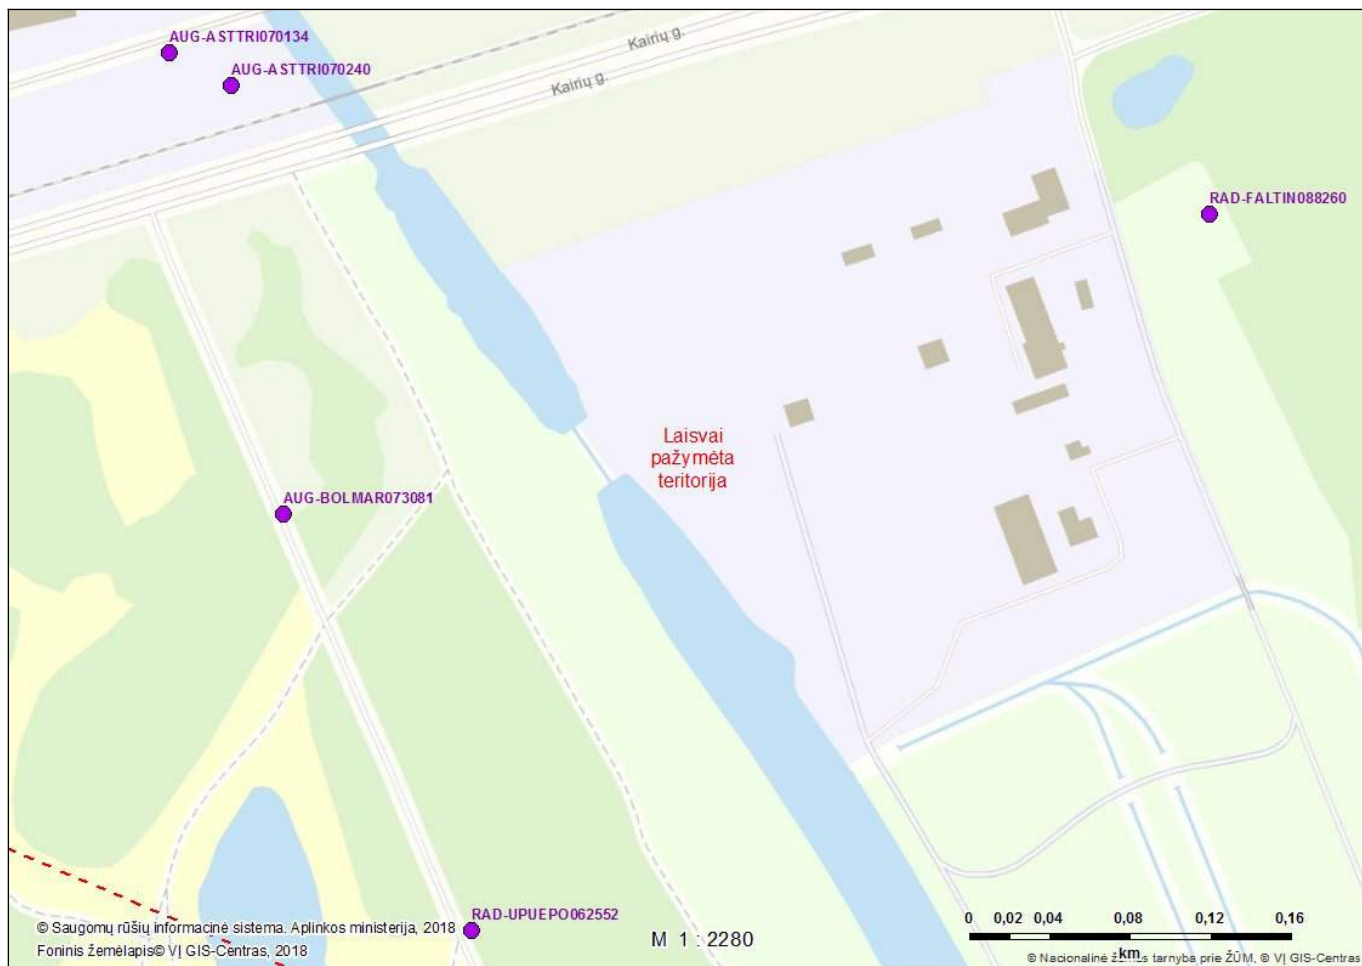 AUG-ASTTRI070134
AUG-ASTTRI070240
Kairių g.
Kairių g.
RAD-FALTIN088260
Laisvai
pažymėta
teritorija
AUG-BOLMAR073081
RAD-UPUEPO062552
© Saugomų rūšių informacinė sistema. Aplinkos ministerija, 2018
Foninis žemėlapis© VĮ GIS-Centras, 2018
M 1 : 2280
0 0,02 0,04 0,08 0,12 0,16
km
© Nacionalinė žemės tarnyba prie ŽŪM, © VĮ GIS-Centras